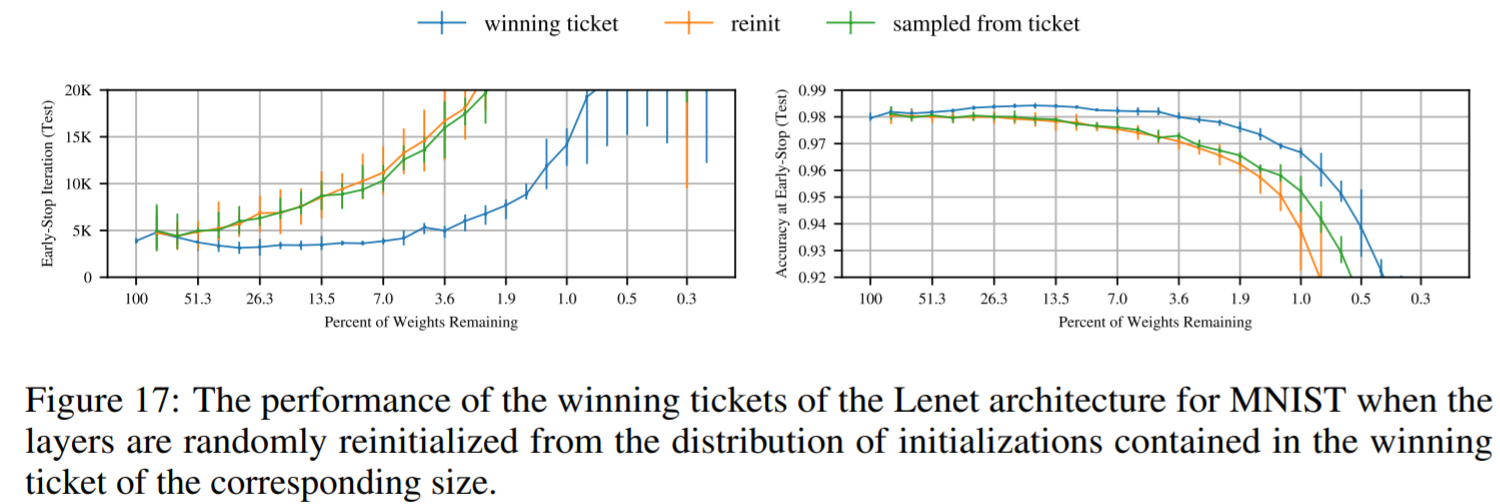 winning ticket reinit sampled from ticket
Early-Stop Iteration (Test)
20K
15K
10K
5K
0
100 51.3 26.3 13.5 7.0 3.6 1.9 1.0 0.5 0.3
Percent of Weights Remaining
Accuracy at Early-Stop (Test)
0.99
0.98
0.97
0.96
0.95
0.94
0.93
0.92
100 51.3 26.3 13.5 7.0 3.6 1.9 1.0 0.5 0.3
Percent of Weights Remaining
Figure 17: The performance of the winning tickets of the Lenet architecture for MNIST when the
layers are randomly reinitialized from the distribution of initializations contained in the winning
ticket of the corresponding size.